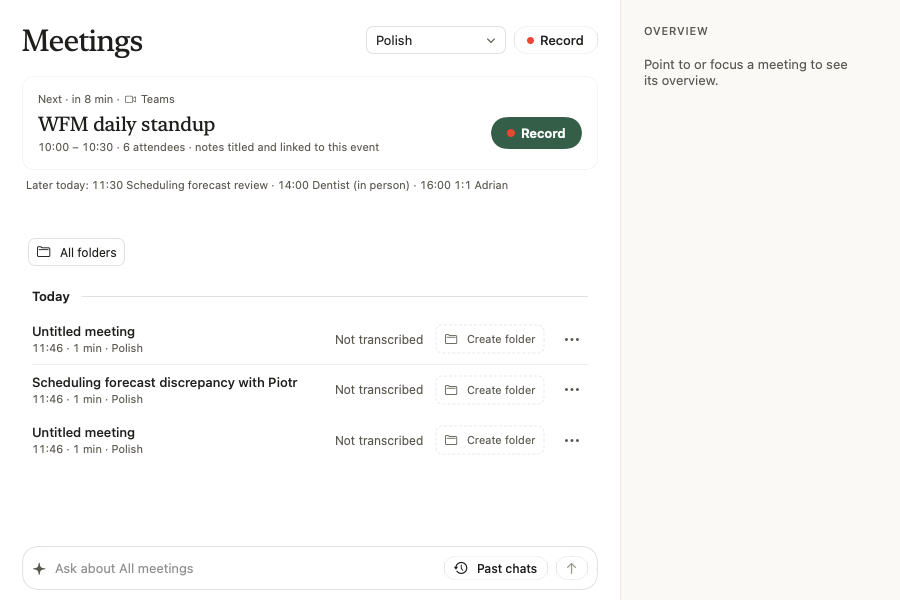 Meetings
Polish
Record
Next · in 8 min · Teams
WFM daily standup
10:00 – 10:30 · 6 attendees · notes titled and linked to this event
Record
Later today: 11:30 Scheduling forecast review · 14:00 Dentist (in person) · 16:00 1:1 Adrian
All folders
Today
Untitled meeting
11:46 · 1 min · Polish
Not transcribed
Create folder
Scheduling forecast discrepancy with Piotr
11:46 · 1 min · Polish
Not transcribed
Create folder
Untitled meeting
11:46 · 1 min · Polish
Not transcribed
Create folder
Ask about All meetings
Past chats
OVERVIEW
Point to or focus a meeting to see
its overview.